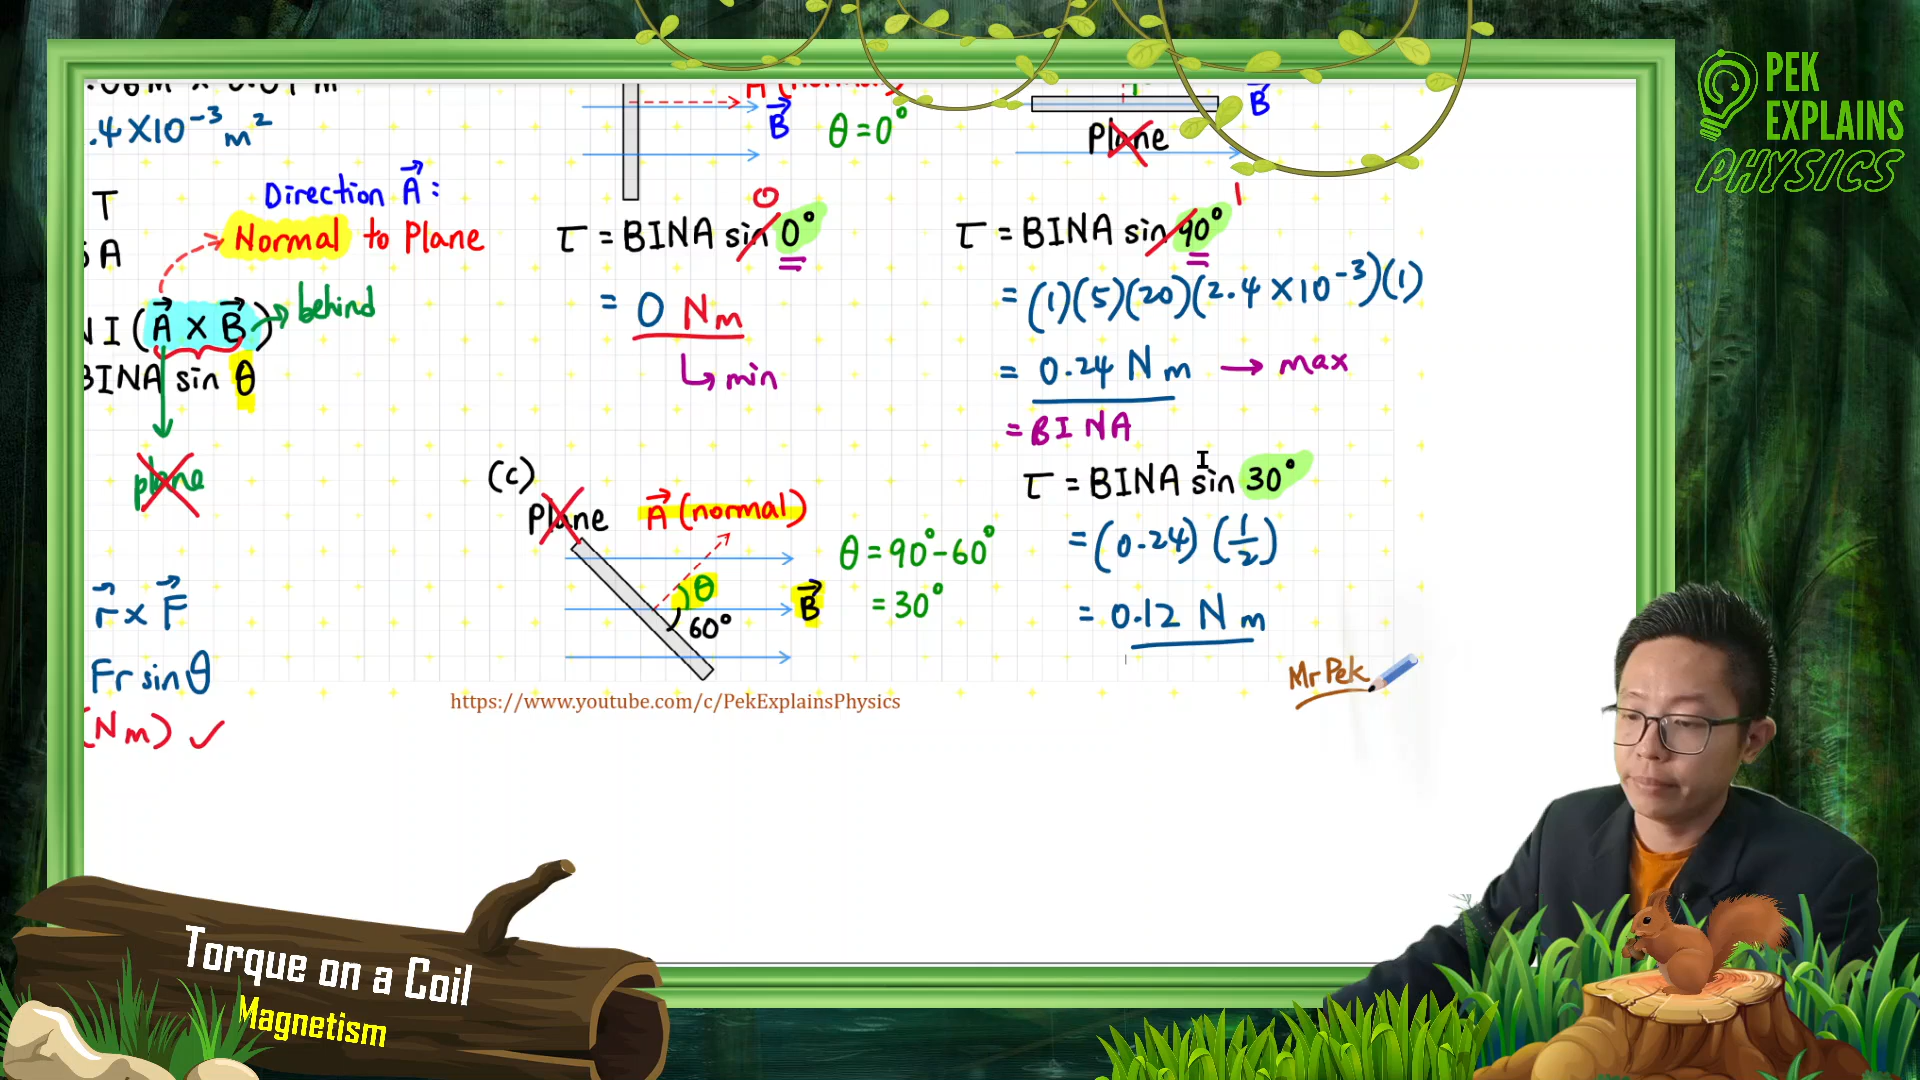 .4 X 10⁻³ m²
T
A
Direction A⃗ :
Normal to Plane
I ( A⃗ X B⃗ )
behind
BINA sin θ
plane
r⃗ x F⃗
Fr sin θ
(Nm) ✓
B⃗
θ = 0°
0
τ = BINA sin 0°
= 0 Nm
↳ min
Plane
B⃗
1
τ = BINA sin 90°
= (1)(5)(20)(2.4 X 10⁻³)(1)
= 0.24 N m → max
= BINA
(c)
Plane
A⃗ (normal)
θ
60°
B⃗
θ = 90° - 60°
= 30°
τ = BINA sin 30°
= (0.24) (1/2)
= 0.12 N m
Mr Pek
https://www.youtube.com/c/PekExplainsPhysics
Torque on a Coil
Magnetism
PEK
EXPLAINS
PHYSICS